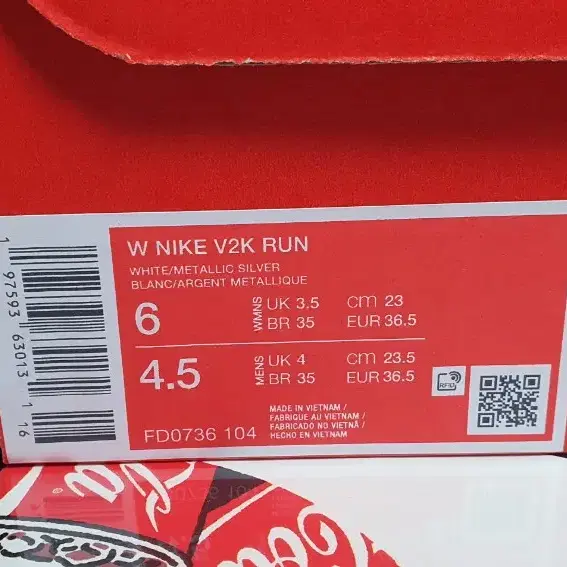 W NIKE V2K RUN
WHITE/METALLIC SILVER
BLANC/ARGENT METALLIQUE
6 WMNS UK 3.5 cm 23
BR 35 EUR 36.5
4.5 MENS UK 4 cm 23.5
BR 35 EUR 36.5
RFID
MADE IN VIETNAM /
FABRIQUE AU VIETNAM /
FABRICADO NO VIETNÃ /
HECHO EN VIETNAM
FD0736 104
1 97593 63013 1 16